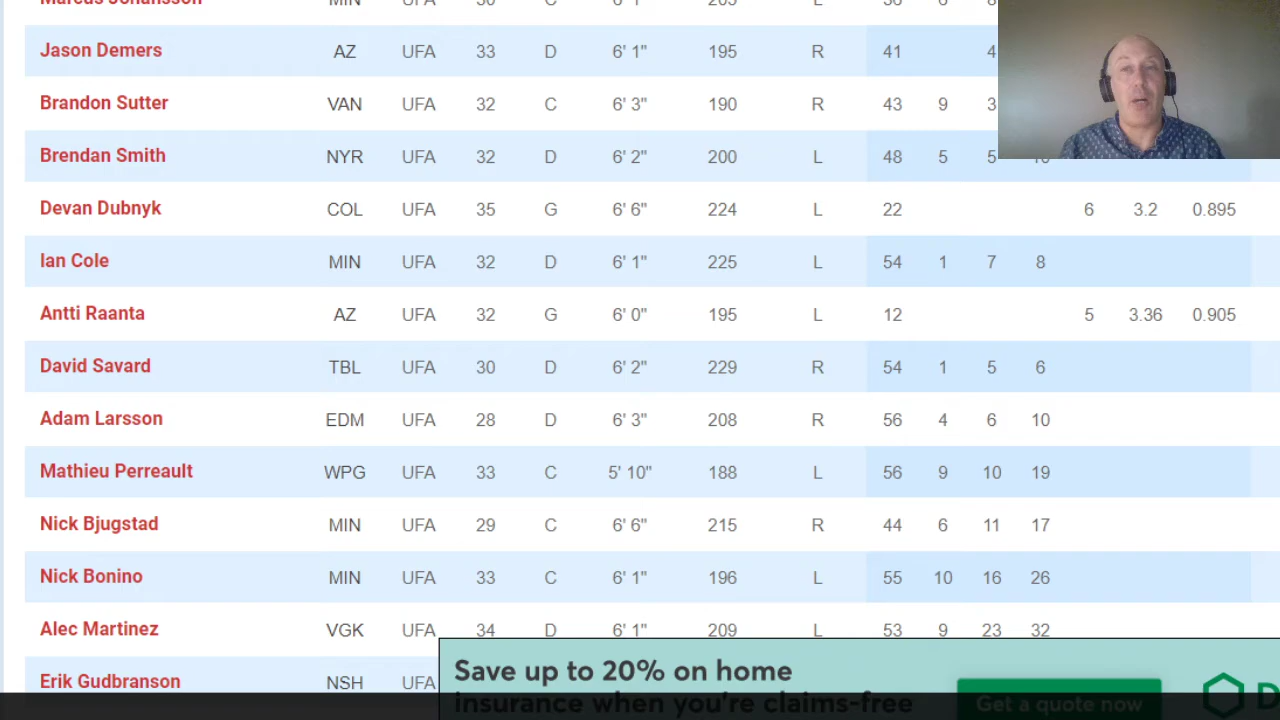 Marcus Johansson MIN UFA 30 C 6' 1" 205 L 36 6 8
Jason Demers AZ UFA 33 D 6' 1" 195 R 41 4
Brandon Sutter VAN UFA 32 C 6' 3" 190 R 43 9 3
Brendan Smith NYR UFA 32 D 6' 2" 200 L 48 5 5 10
Devan Dubnyk COL UFA 35 G 6' 6" 224 L 22 6 3.2 0.895
Ian Cole MIN UFA 32 D 6' 1" 225 L 54 1 7 8
Antti Raanta AZ UFA 32 G 6' 0" 195 L 12 5 3.36 0.905
David Savard TBL UFA 30 D 6' 2" 229 R 54 1 5 6
Adam Larsson EDM UFA 28 D 6' 3" 208 R 56 4 6 10
Mathieu Perreault WPG UFA 33 C 5' 10" 188 L 56 9 10 19
Nick Bjugstad MIN UFA 29 C 6' 6" 215 R 44 6 11 17
Nick Bonino MIN UFA 33 C 6' 1" 196 L 55 10 16 26
Alec Martinez VGK UFA 34 D 6' 1" 209 L 53 9 23 32
Erik Gudbranson NSH UFA
Save up to 20% on home
insurance when you're claims-free
Get a quote now
D